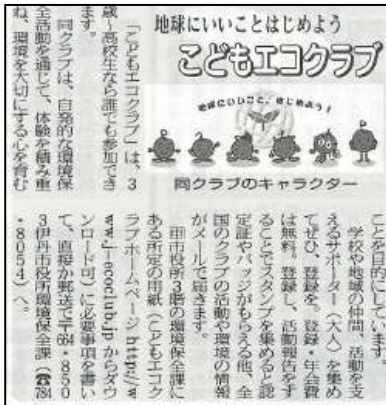 地球にいいことはじめよう
こどもエコクラブ
地球にいいこと、はじめよう！
同クラブのキャラクター
「こどもエコクラブ」は、3
歳～高校生なら誰でも参加でき
ます。
同クラブは、自発的な環境保
全活動を通じて、体験を積み重
ね、環境を大切にする心を育む
ことを目的にしています。
学校や地域の仲間、活動を支
えるサポーター（大人）を集め
てぜひ、登録を。登録・年会費
は無料。登録し、活動報告をす
ることでスタンプを集めると認
定証やバッジがもらえる他、全
国のクラブの活動や環境の情報
がメールで届きます。
市役所3階の環境保全課に
ある所定の用紙（こどもエコク
ラブホームページhttp://w
ww.j-ecoclub.jpからダウ
ンロード可）に必要事項を書い
て、直接か郵送で〒664・850
3伊丹市役所環境保全課（☎784
・8054）へ。